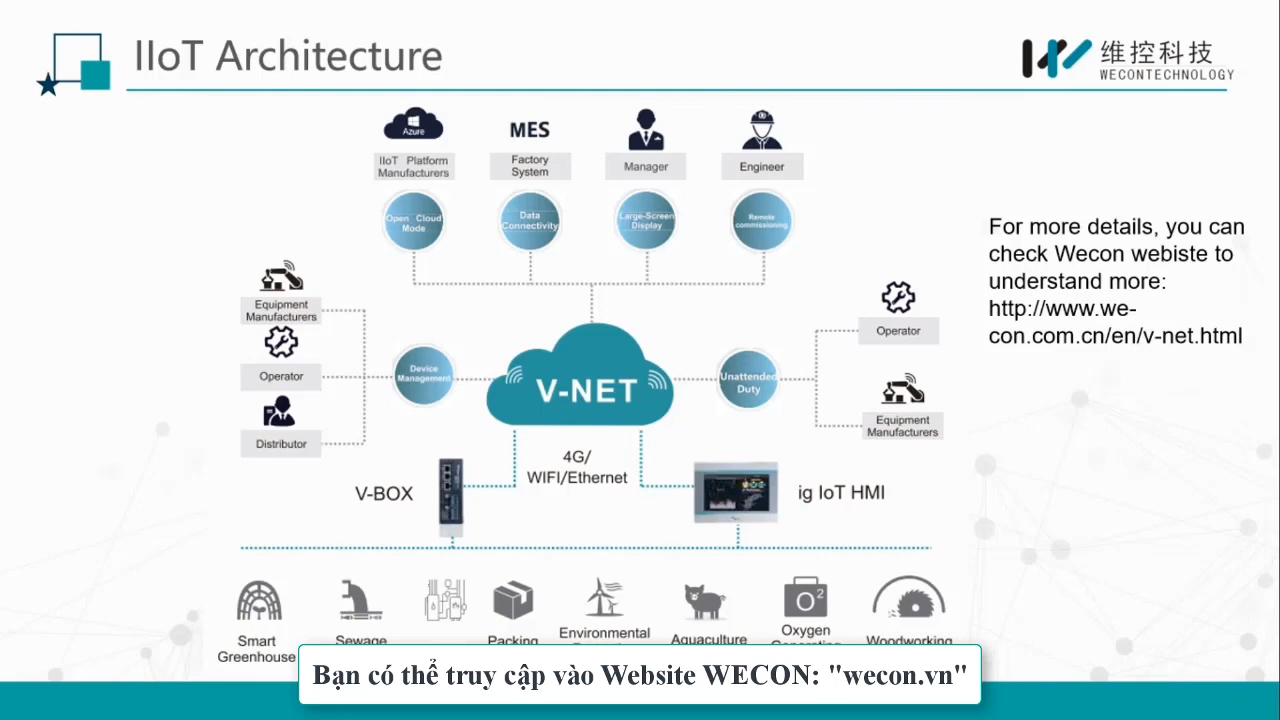 IIoT Architecture
维控科技
WECONTECHNOLOGY
Azure
MES
IIoT Platform
Manufacturers
Factory
System
Manager
Engineer
Open Cloud
Mode
Data
Connectivity
Large-Screen
Display
Remote
commissioning
For more details, you can
check Wecon webiste to
understand more:
http://www.we-
con.com.cn/en/v-net.html
Equipment
Manufacturers
Operator
Distributor
Device
Management
V-NET
Unattended
Duty
Operator
Equipment
Manufacturers
4G/
WIFI/Ethernet
V-BOX
ig IoT HMI
O2
Smart
Greenhouse
Sewage
Packing
Environmental
Aquaculture
Oxygen
Woodworking
Bạn có thể truy cập vào Website WECON: "wecon.vn"